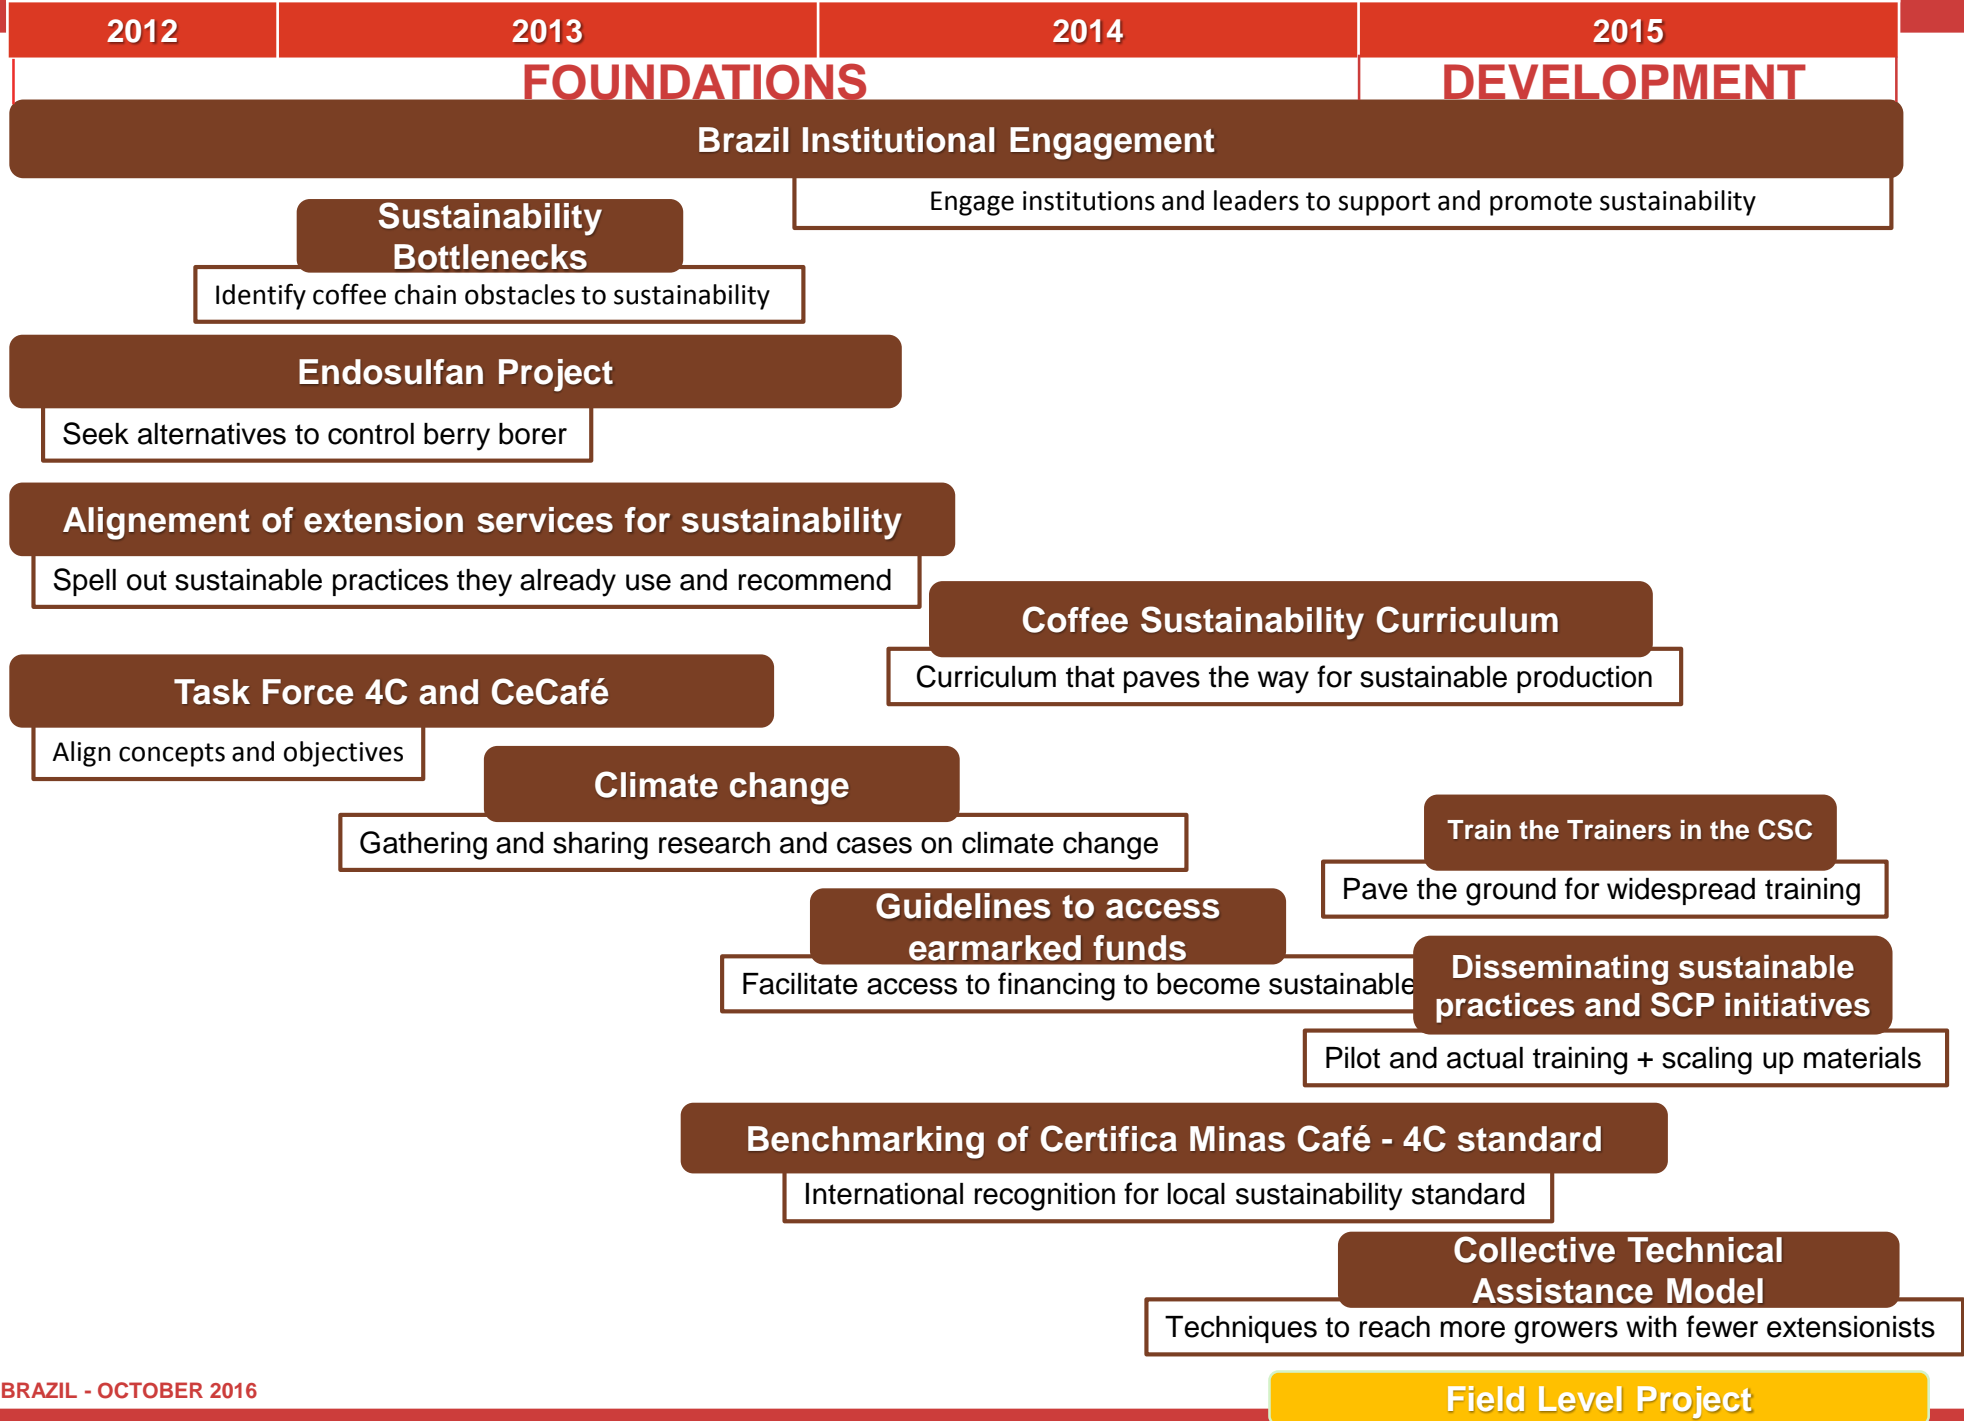 2012 2013 2014 2015
FOUNDATIONS DEVELOPMENT
Brazil Institutional Engagement
Engage institutions and leaders to support and promote sustainability
Sustainability
Bottlenecks
Identify coffee chain obstacles to sustainability
Endosulfan Project
Seek alternatives to control berry borer
Alignement of extension services for sustainability
Spell out sustainable practices they already use and recommend
Coffee Sustainability Curriculum
Curriculum that paves the way for sustainable production
Task Force 4C and CeCafé
Align concepts and objectives
Climate change
Gathering and sharing research and cases on climate change
Train the Trainers in the CSC
Pave the ground for widespread training
Guidelines to access
earmarked funds
Facilitate access to financing to become sustainable
Disseminating sustainable
practices and SCP initiatives
Pilot and actual training + scaling up materials
Benchmarking of Certifica Minas Café - 4C standard
International recognition for local sustainability standard
Collective Technical
Assistance Model
Techniques to reach more growers with fewer extensionists
BRAZIL - OCTOBER 2016
Field Level Project